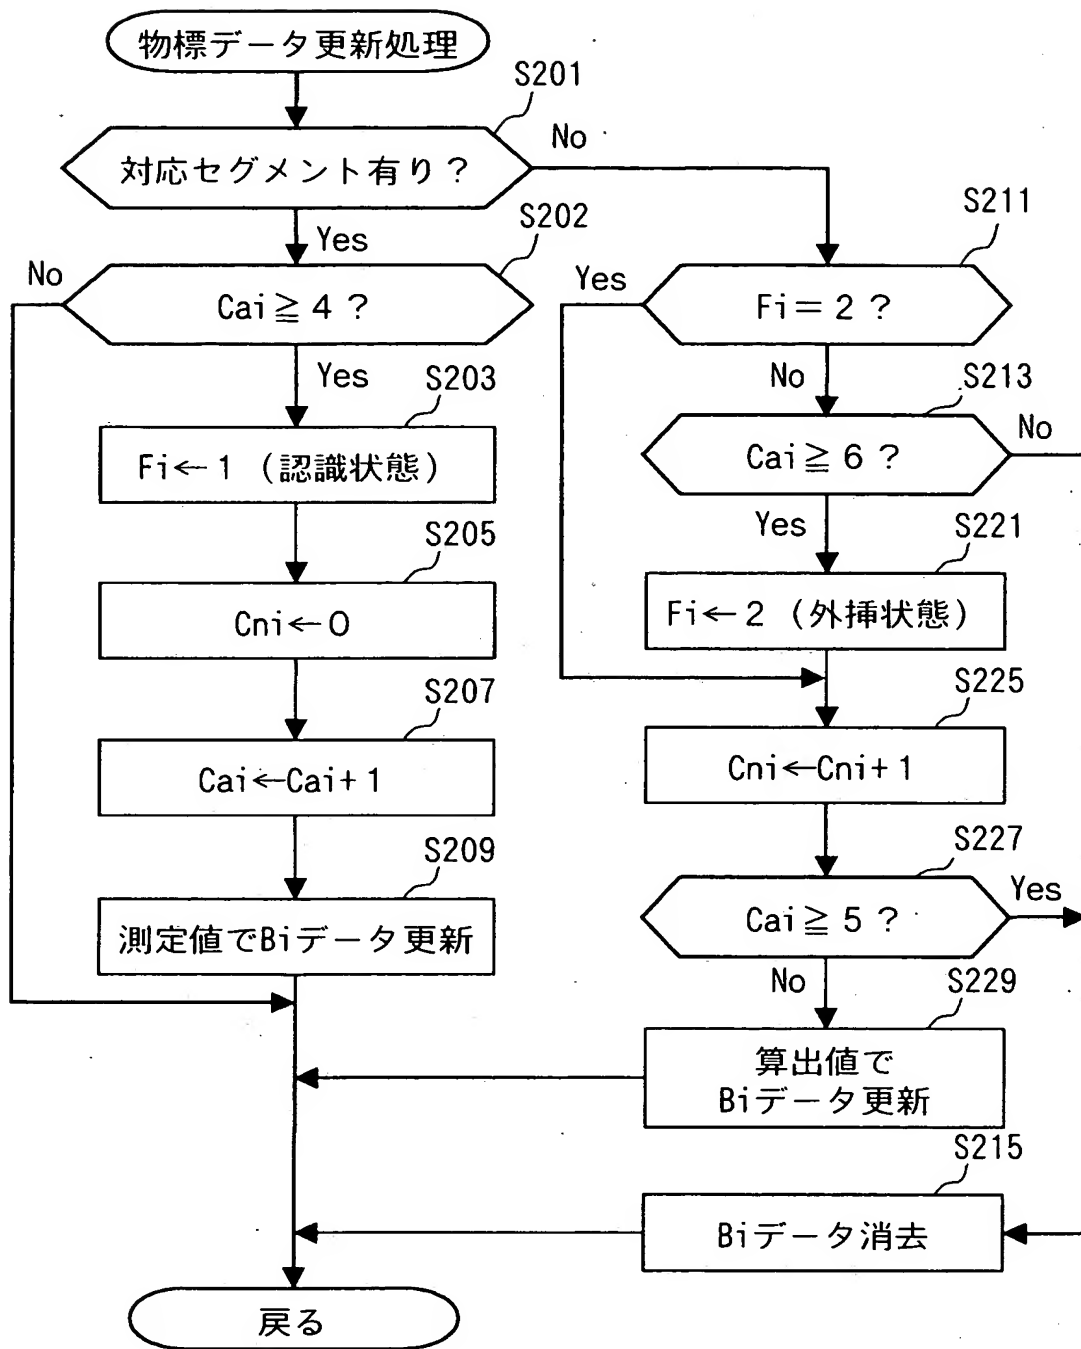 物標データ更新処理
S201
対応セグメント有り?
No
Yes
S202
No
Cai≧4?
Yes
S203
Fi←1 (認識状態)
S205
Cni←0
S207
Cai←Cai+1
S209
測定値でBiデータ更新
S211
Yes
Fi=2?
No
S213
No
Cai≧6?
Yes
S221
Fi←2 (外挿状態)
S225
Cni←Cni+1
S227
Yes
Cai≧5?
No
S229
算出値で
Biデータ更新
S215
Biデータ消去
戻る